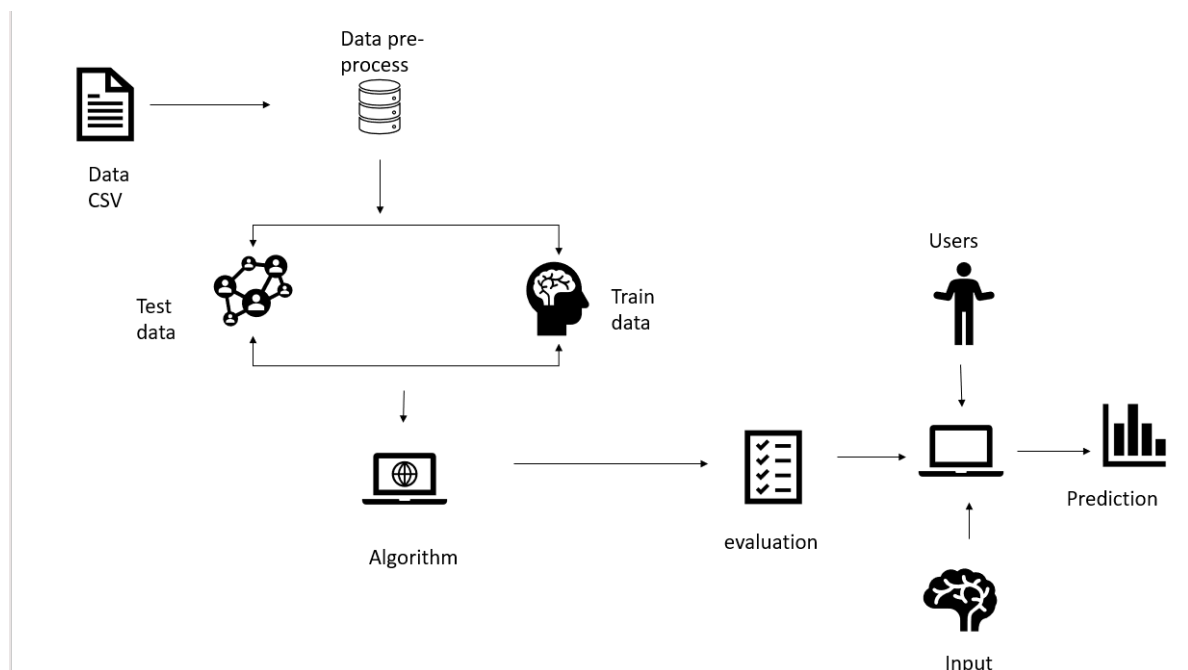 Data pre-
process
Data
CSV
Test
data
Train
data
Users
Algorithm
evaluation
Prediction
Input